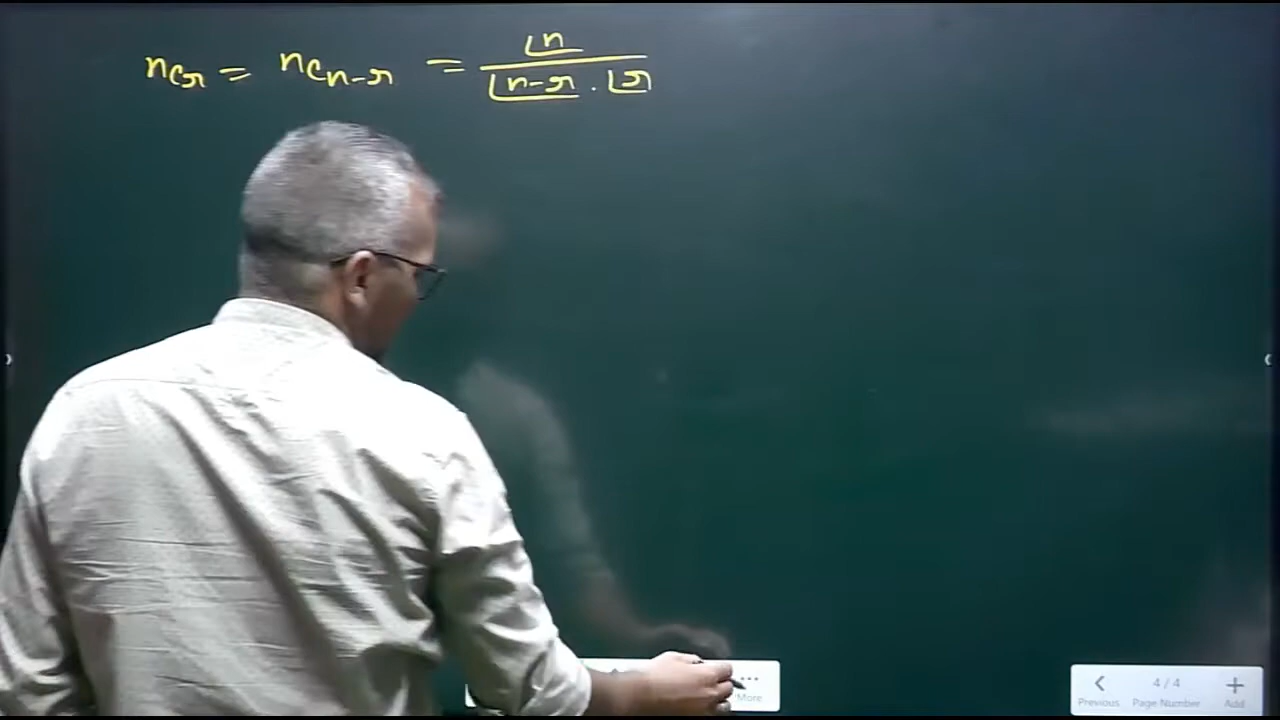 ncr = ncn-r = ⌊n / ⌊n-r . ⌊r
More
Previous 4/4 Page Number Add